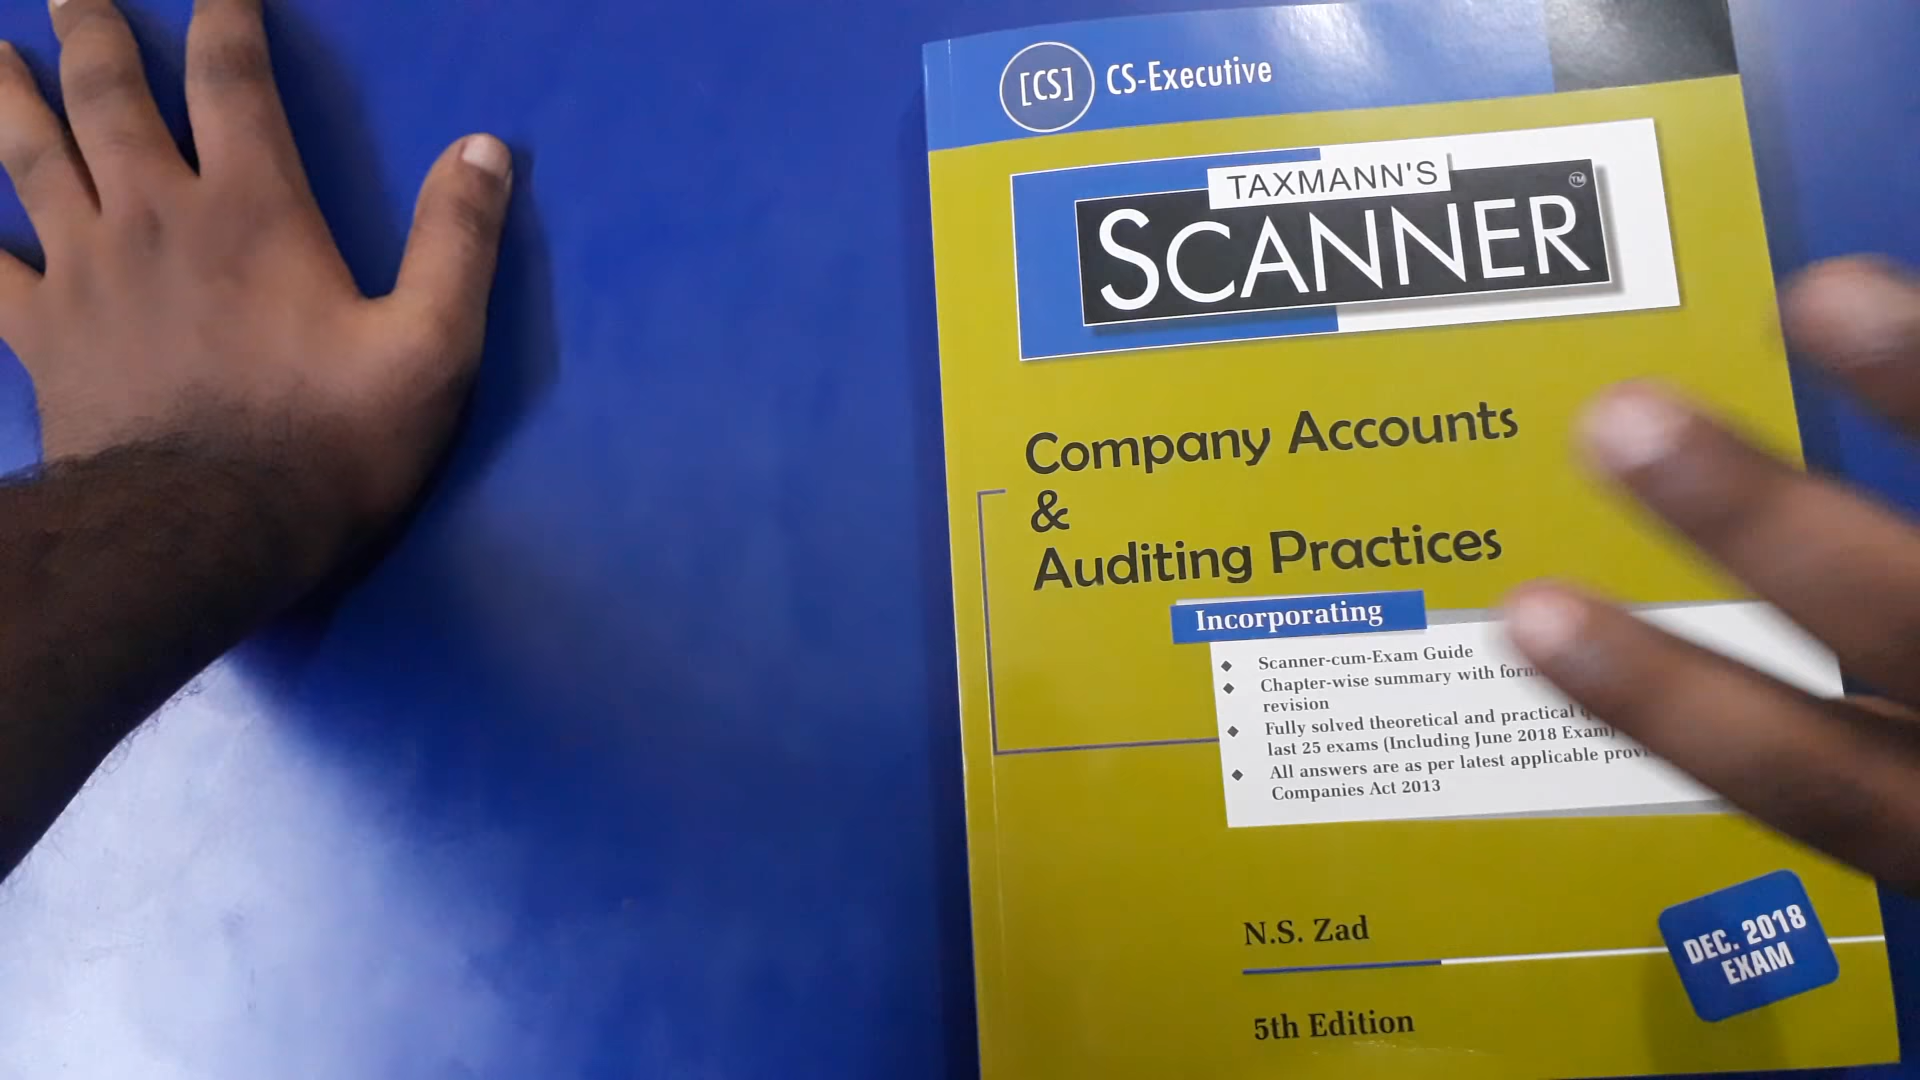 [CS] CS-Executive
TAXMANN'S
SCANNER TM
Company Accounts
&
Auditing Practices
Incorporating
Scanner-cum-Exam Guide
Chapter-wise summary with
revision
Fully solved theoretical and practical
last 25 exams (Including June 2018 Exam)
All answers are as per latest applicable
Companies Act 2013
N.S. Zad
DEC. 2018
EXAM
5th Edition